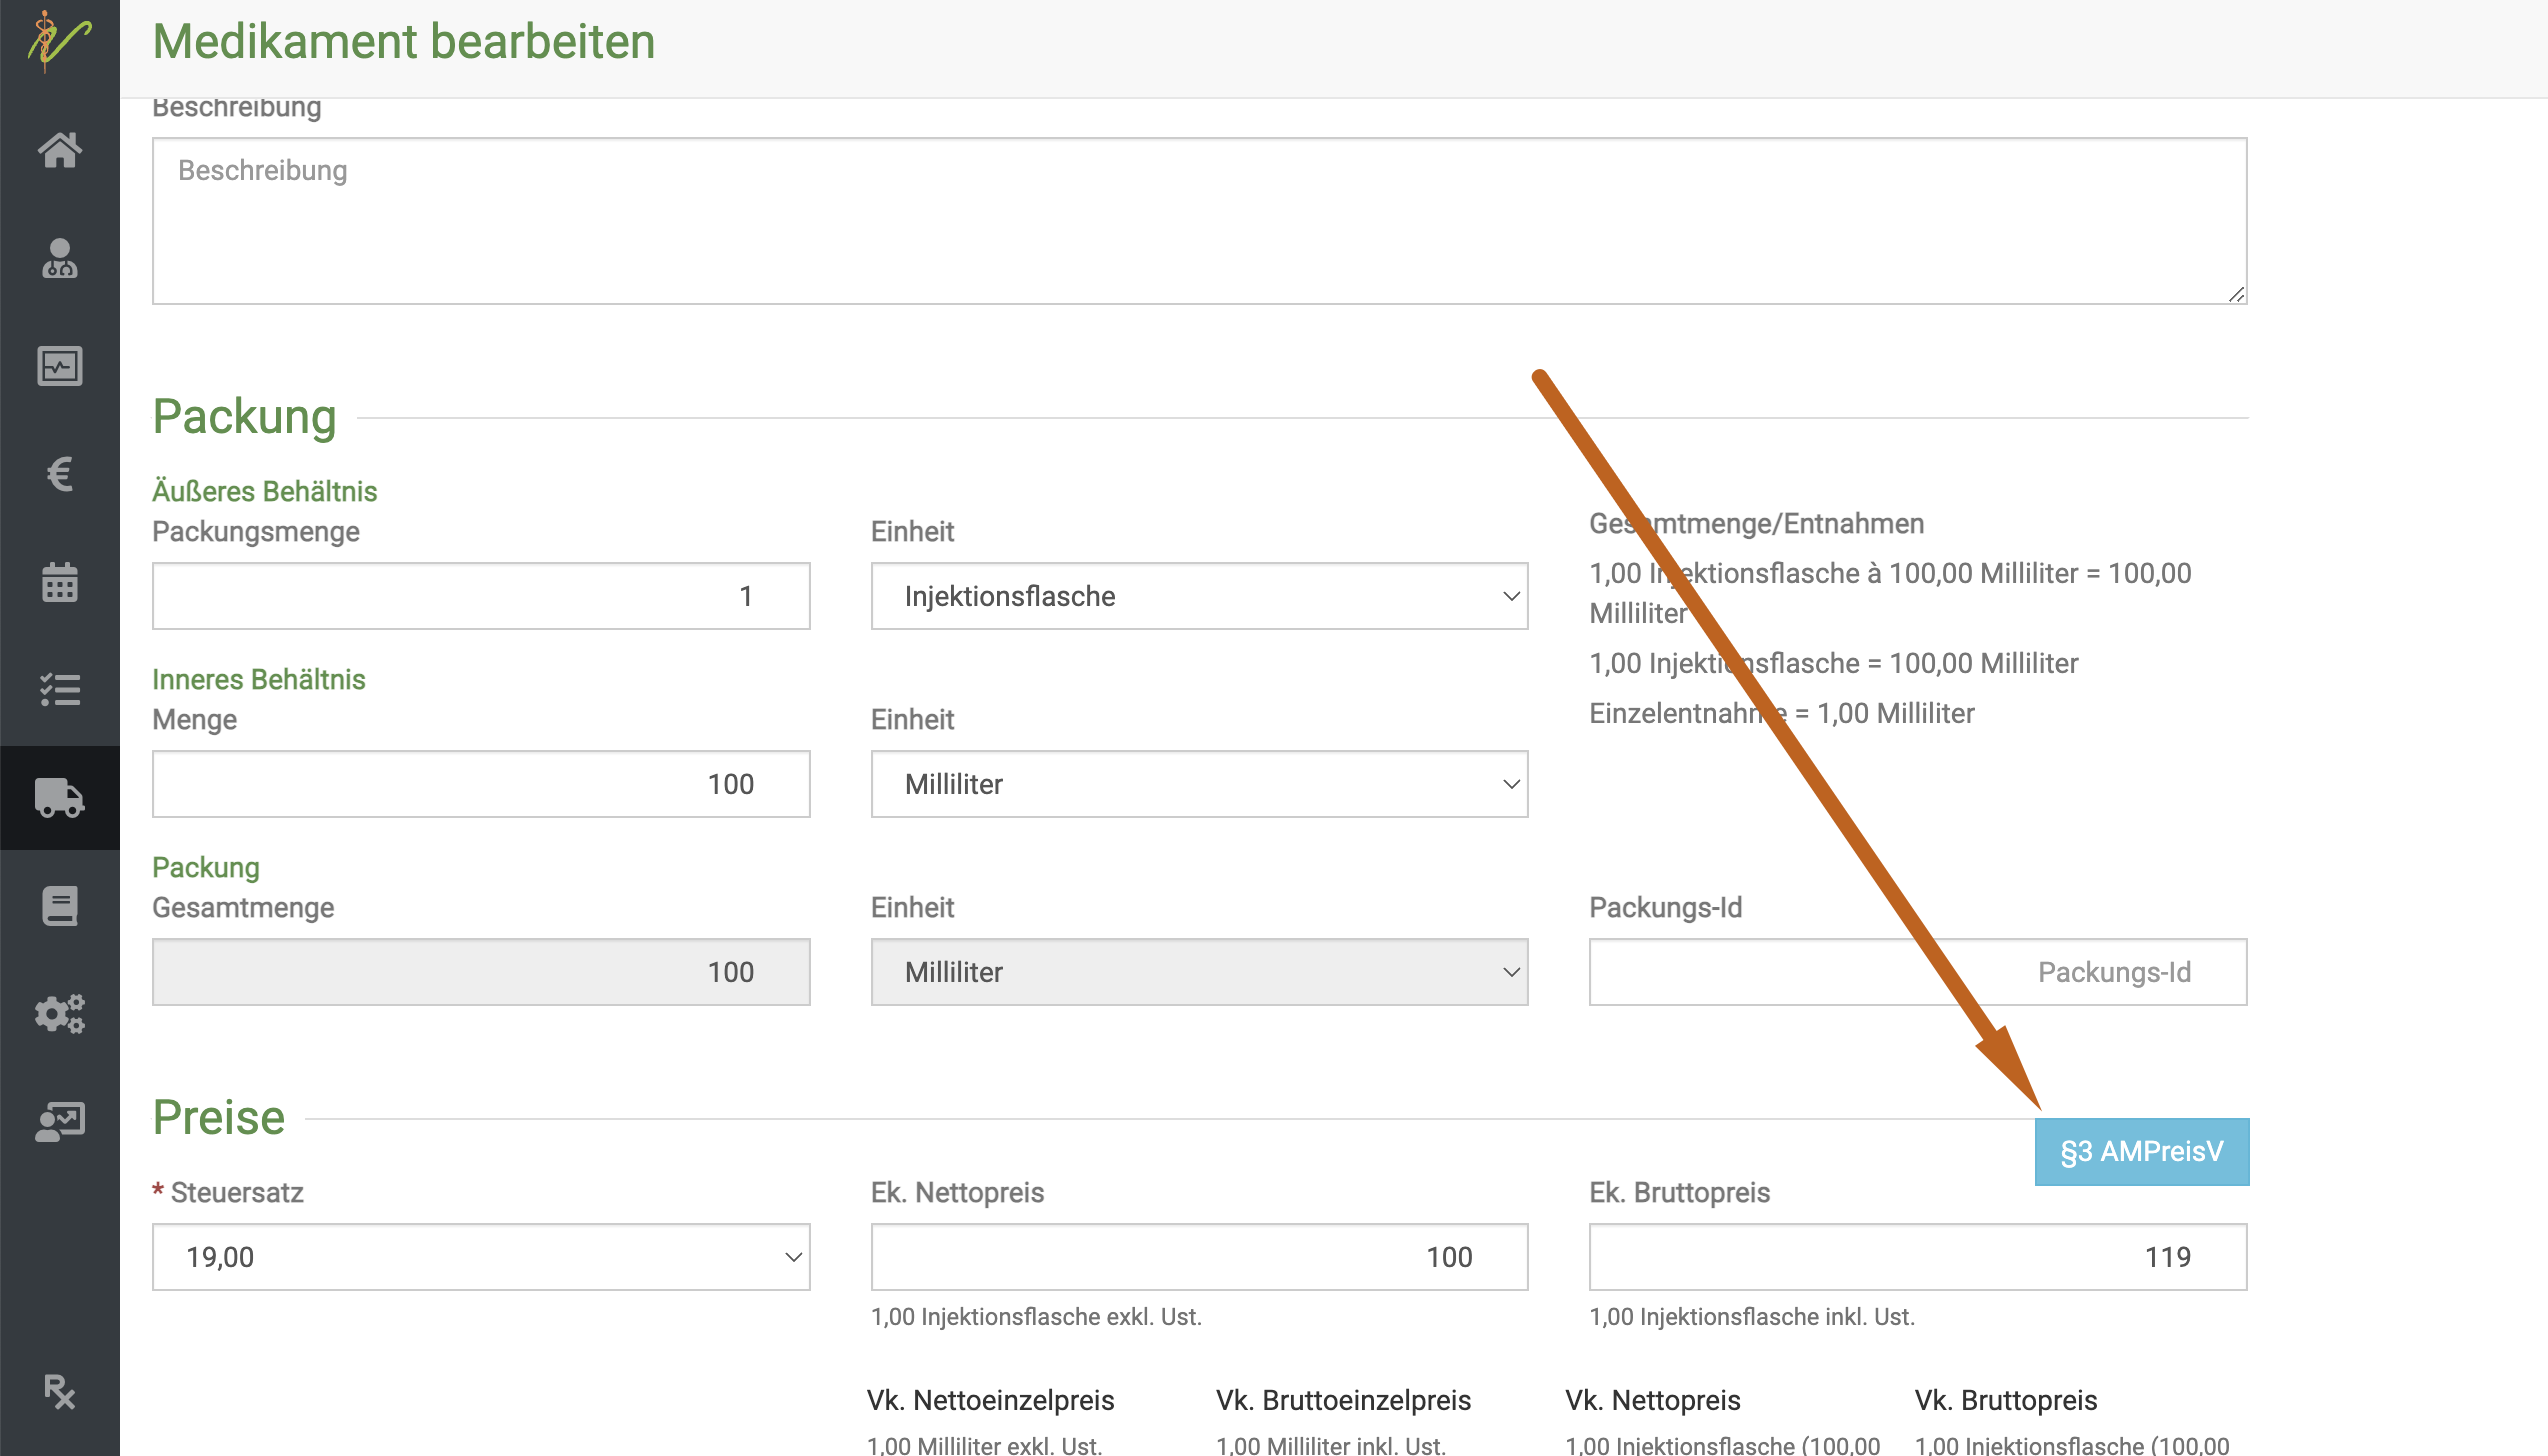 Medikament bearbeiten
Beschreibung
Beschreibung
Packung
Äußeres Behältnis
Packungsmenge
Einheit
Gesamtmenge/Entnahmen
1
Injektionsflasche
1,00 Injektionsflasche à 100,00 Milliliter = 100,00
Milliliter
1,00 Injektionsflasche = 100,00 Milliliter
Einzelentnahme = 1,00 Milliliter
Inneres Behältnis
Menge
Einheit
100
Milliliter
Packung
Gesamtmenge
Einheit
Packungs-Id
100
Milliliter
Packungs-Id
Preise
§3 AMPreisV
* Steuersatz
Ek. Nettopreis
Ek. Bruttopreis
19,00
100
119
1,00 Injektionsflasche exkl. Ust.
1,00 Injektionsflasche inkl. Ust.
Vk. Nettoeinzelpreis
Vk. Bruttoeinzelpreis
Vk. Nettopreis
Vk. Bruttopreis
1,00 Milliliter exkl. Ust.
1,00 Milliliter inkl. Ust.
1,00 Injektionsflasche (100,00
1,00 Injektionsflasche (100,00